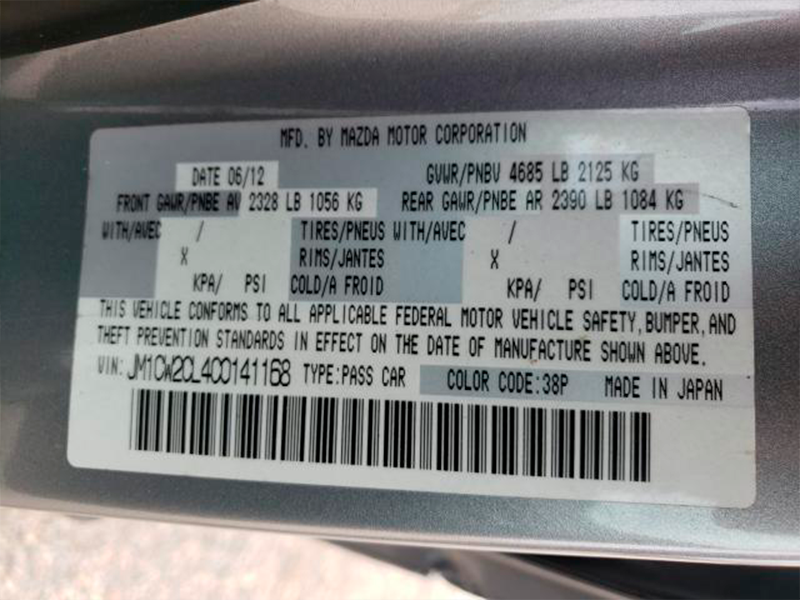 MFD. BY MAZDA MOTOR CORPORATION
DATE 06/12 GVWR/PNBV 4685 LB 2125 KG
FRONT GAWR/PNBE AV 2328 LB 1056 KG REAR GAWR/PNBE AR 2390 LB 1084 KG
WITH/AVEC / TIRES/PNEUS WITH/AVEC / TIRES/PNEUS
X RIMS/JANTES X RIMS/JANTES
KPA/ PSI COLD/A FROID KPA/ PSI COLD/A FROID
THIS VEHICLE CONFORMS TO ALL APPLICABLE FEDERAL MOTOR VEHICLE SAFETY, BUMPER, AND
THEFT PREVENTION STANDARDS IN EFFECT ON THE DATE OF MANUFACTURE SHOWN ABOVE.
VIN: JM1CW2CL4C0141168 TYPE:PASS CAR COLOR CODE:38P MADE IN JAPAN